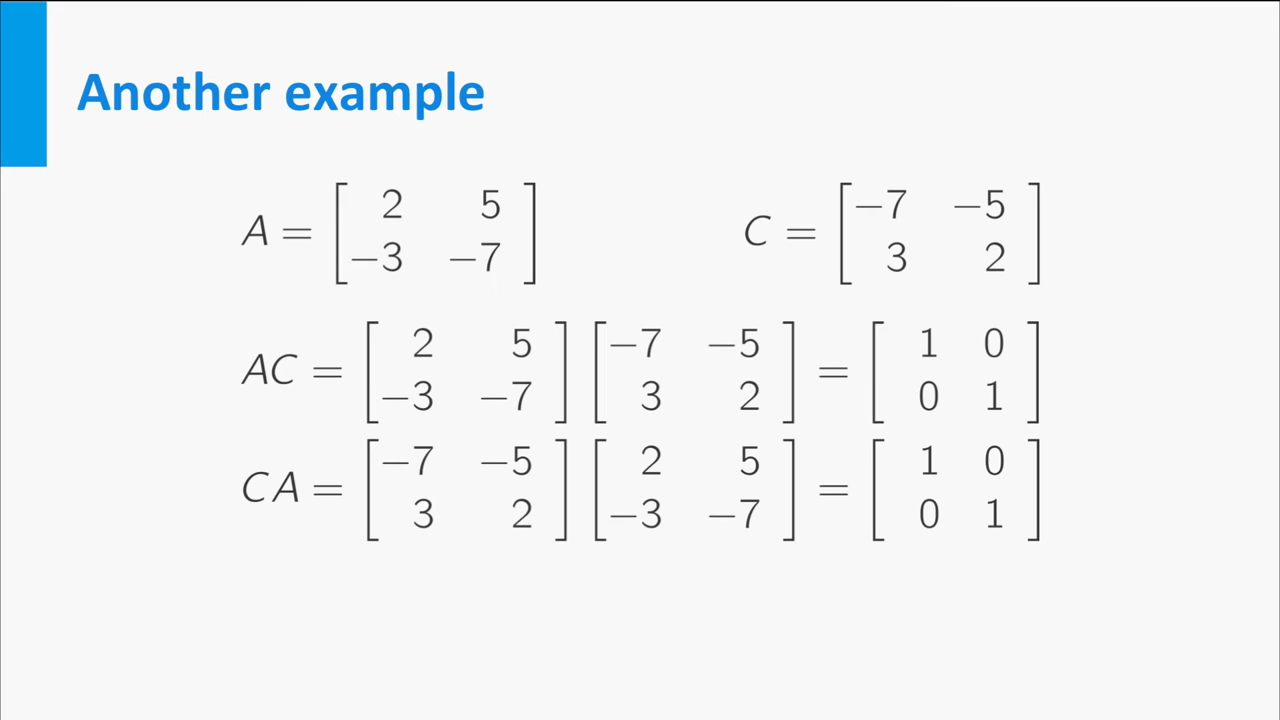 Another example
A = [ 2 5 ; −3 −7 ] C = [ −7 −5 ; 3 2 ]
AC = [ 2 5 ; −3 −7 ] [ −7 −5 ; 3 2 ] = [ 1 0 ; 0 1 ]
CA = [ −7 −5 ; 3 2 ] [ 2 5 ; −3 −7 ] = [ 1 0 ; 0 1 ]